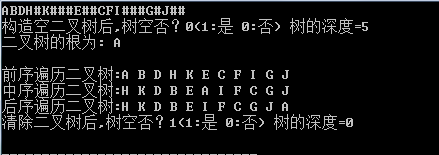 ABDH#K###E##CFI###G#J##
构造空二叉树后,树空否？0(1:是 0:否) 树的深度=5
二叉树的根为: A
前序遍历二叉树:A B D H K E C F I G J
中序遍历二叉树:H K D B E A I F C G J
后序遍历二叉树:K H D E B I F J G C A
清除二叉树后,树空否？1(1:是 0:否) 树的深度=0